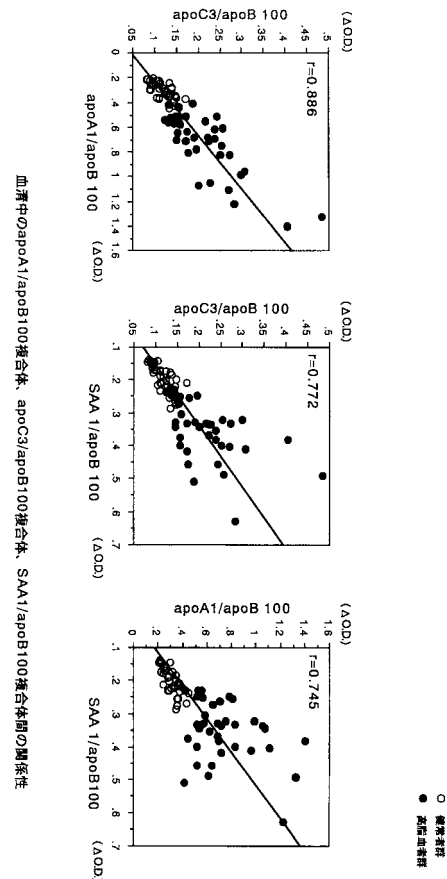 ○ 健常者群
● 高脂血者群
(ΔO.D.)
apoC3/apoB 100
.5
.45
.4
.35
.3
.25
.2
.15
.1
.05
r=0.886
0 .2 .4 .6 .8 1 1.2 1.4 1.6
apoA1/apoB 100
(ΔO.D.)
(ΔO.D.)
apoC3/apoB 100
.5
.45
.4
.35
.3
.25
.2
.15
.1
.05
r=0.772
.1 .2 .3 .4 .5 .6 .7
SAA 1/apoB 100
(ΔO.D.)
(ΔO.D.)
apoA1/apoB 100
1.6
1.4
1.2
1
.8
.6
.4
.2
0
r=0.745
.1 .2 .3 .4 .5 .6 .7
SAA 1/apoB100
(ΔO.D.)
血清中のapoA1/apoB100複合体、apoC3/apoB100複合体、SAA1/apoB100複合体間の関係性